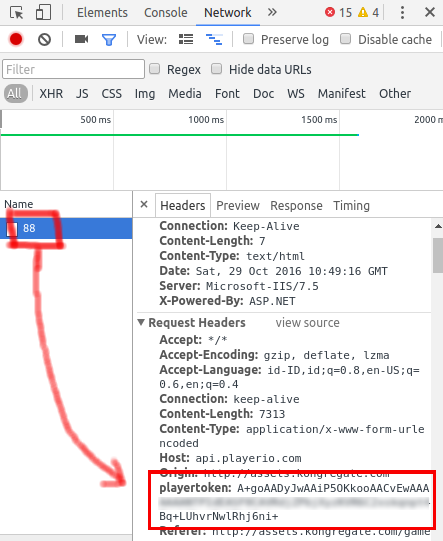 Elements Console Network » 15 4
View: Preserve log Disable cache
Filter Regex Hide data URLs
All XHR JS CSS Img Media Font Doc WS Manifest Other
500 ms 1000 ms 1500 ms 2000 m
Name × Headers Preview Response Timing
88
Connection: Keep-Alive
Content-Length: 7
Content-Type: text/html
Date: Sat, 29 Oct 2016 10:49:16 GMT
Server: Microsoft-IIS/7.5
X-Powered-By: ASP.NET
▼Request Headers view source
Accept: */*
Accept-Encoding: gzip, deflate, lzma
Accept-Language: id-ID,id;q=0.8,en-US;q=
0.6,en;q=0.4
Connection: keep-alive
Content-Length: 7313
Content-Type: application/x-www-form-urle
ncoded
Host: api.playerio.com
Origin: http://assets.kongregate.com
playertoken: A+goAADyJwAAiP5OKkooAACvEwAAA
Bq+LUhvrNwlRhj6ni+
Referer: http://assets.kongregate.com/game